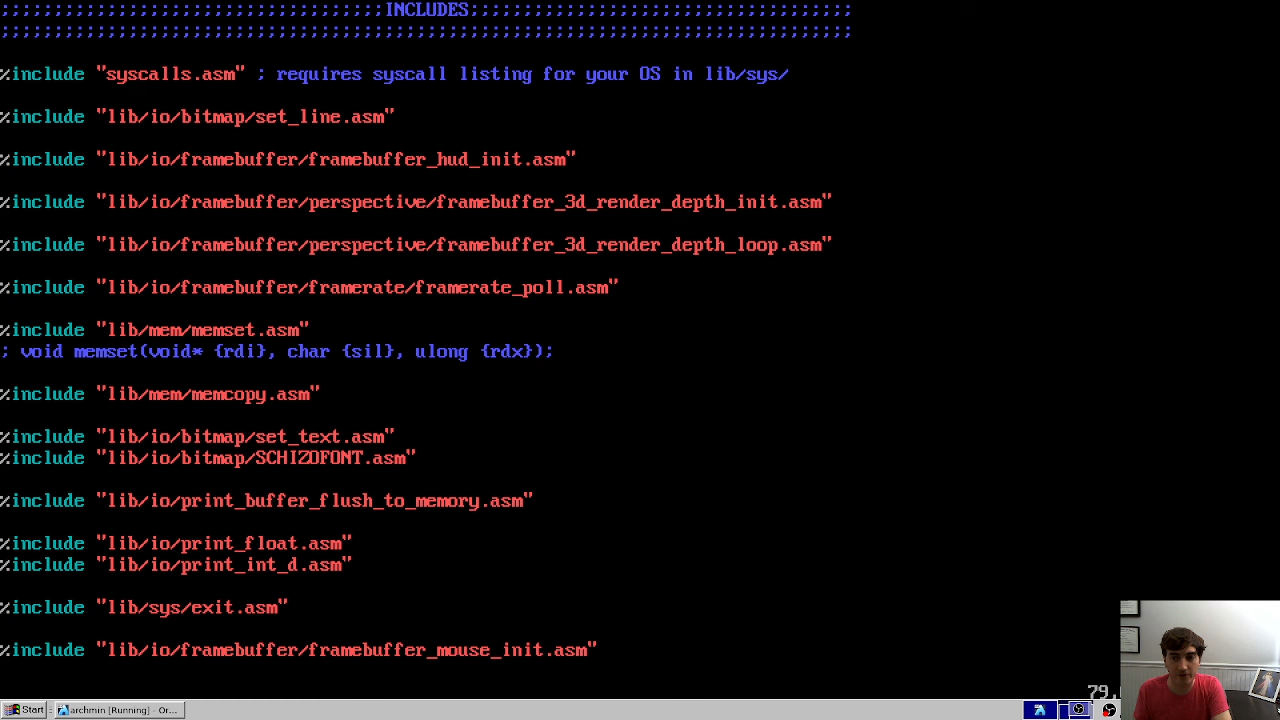 ;;;;;;;;;;;;;;;;;;;;;;;;;;;;;;;;;;;;INCLUDES;;;;;;;;;;;;;;;;;;;;;;;;;;;;;;;;;;;;
;;;;;;;;;;;;;;;;;;;;;;;;;;;;;;;;;;;;;;;;;;;;;;;;;;;;;;;;;;;;;;;;;;;;;;;;;;;;;;;;
%include "syscalls.asm" ; requires syscall listing for your OS in lib/sys/
%include "lib/io/bitmap/set_line.asm"
%include "lib/io/framebuffer/framebuffer_hud_init.asm"
%include "lib/io/framebuffer/perspective/framebuffer_3d_render_depth_init.asm"
%include "lib/io/framebuffer/perspective/framebuffer_3d_render_depth_loop.asm"
%include "lib/io/framebuffer/framerate/framerate_poll.asm"
%include "lib/mem/memset.asm"
; void memset(void* {rdi}, char {sil}, ulong {rdx});
%include "lib/mem/memcopy.asm"
%include "lib/io/bitmap/set_text.asm"
%include "lib/io/bitmap/SCHIZOFONT.asm"
%include "lib/io/print_buffer_flush_to_memory.asm"
%include "lib/io/print_float.asm"
%include "lib/io/print_int_d.asm"
%include "lib/sys/exit.asm"
%include "lib/io/framebuffer/framebuffer_mouse_init.asm"
79,
Start
archmin [Running] - Or...